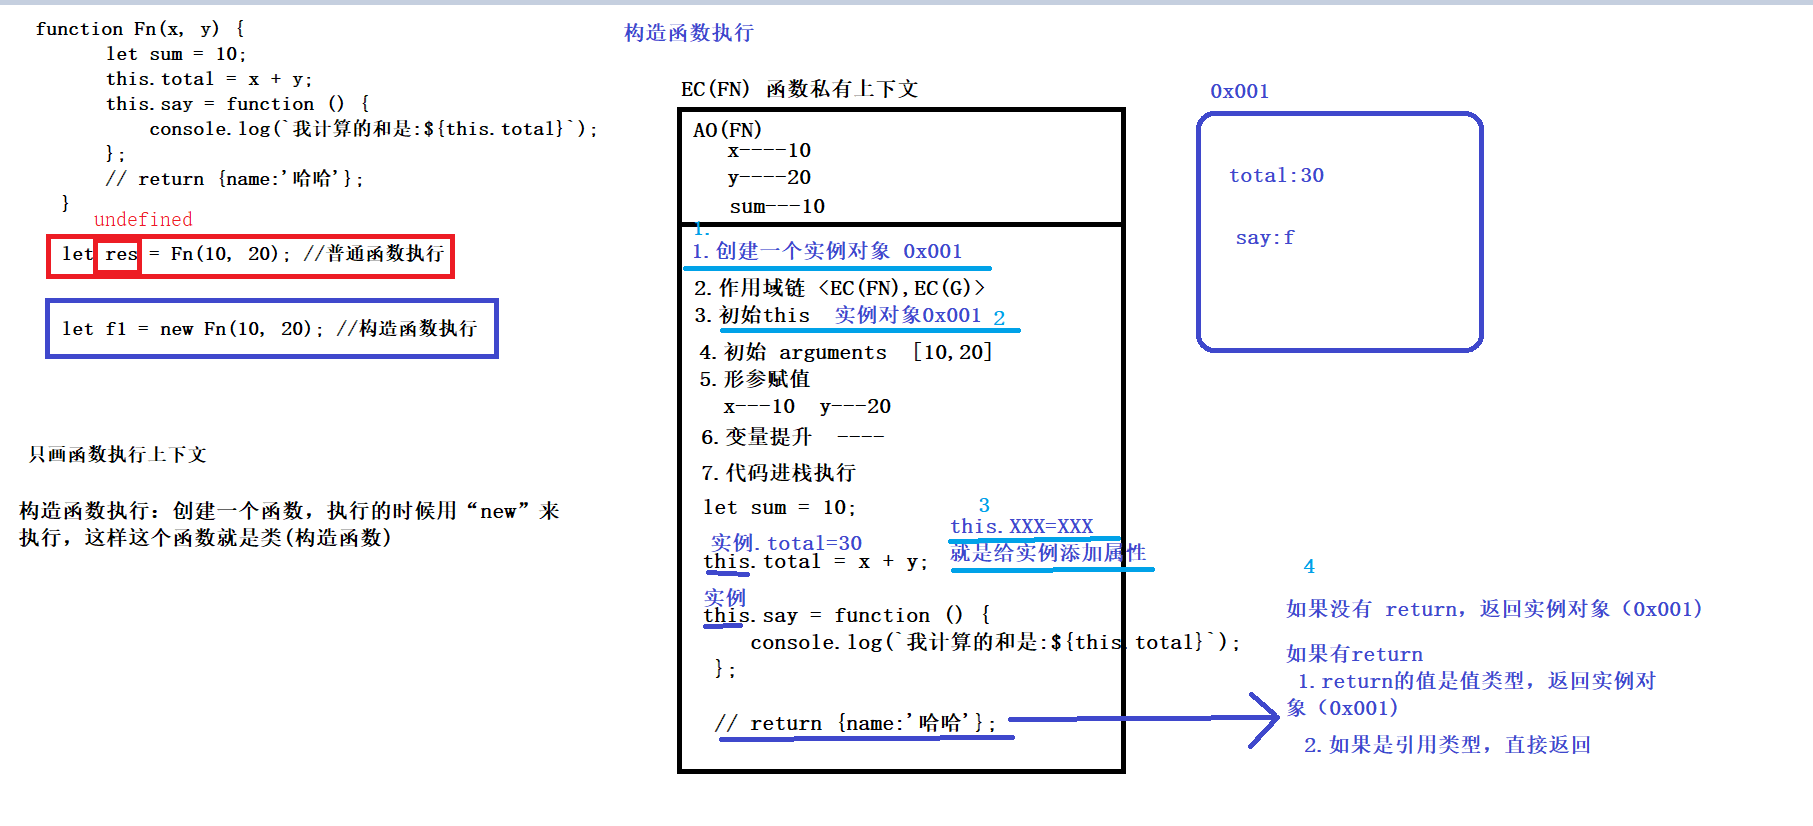 function Fn(x, y) {
let sum = 10;
this.total = x + y;
this.say = function () {
console.log(`我计算的和是:${this.total}`);
};
// return {name:'哈哈'};
}
undefined
let res = Fn(10, 20); //普通函数执行
let f1 = new Fn(10, 20); //构造函数执行
只画函数执行上下文
构造函数执行: 创建一个函数，执行的时候用“new”来
执行，这样这个函数就是类(构造函数)
构造函数执行
EC(FN) 函数私有上下文
AO(FN)
x----10
y----20
sum---10
1.
1.创建一个实例对象 0x001
2.作用域链 <EC(FN),EC(G)>
3.初始this 实例对象0x001 2
4.初始 arguments [10,20]
5.形参赋值
x---10 y---20
6.变量提升 ----
7.代码进栈执行
let sum = 10;
3
this.XXX=XXX
就是给实例添加属性
实例.total=30
this.total = x + y;
实例
this.say = function () {
console.log(`我计算的和是:${this.total}`);
};
// return {name:'哈哈'};
0x001
total:30
say:f
4
如果没有 return，返回实例对象（0x001)
如果有return
1.return的值是值类型，返回实例对
象（0x001)
2.如果是引用类型，直接返回